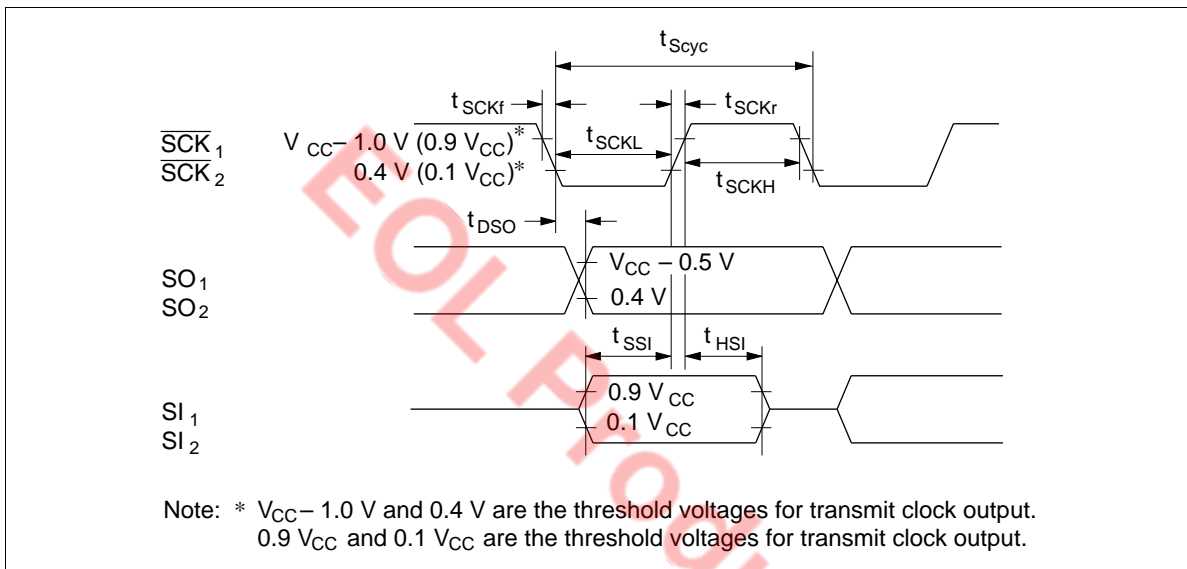 tScyc
tSCKf
tSCKr
SCK1
VCC – 1.0 V (0.9 VCC)*
tSCKL
SCK2
0.4 V (0.1 VCC)*
tSCKH
tDSO
VCC – 0.5 V
SO1
SO2
0.4 V
tSSI
tHSI
0.9 VCC
SI1
0.1 VCC
SI2
EOL Produ
Note: * VCC – 1.0 V and 0.4 V are the threshold voltages for transmit clock output.
0.9 VCC and 0.1 VCC are the threshold voltages for transmit clock output.